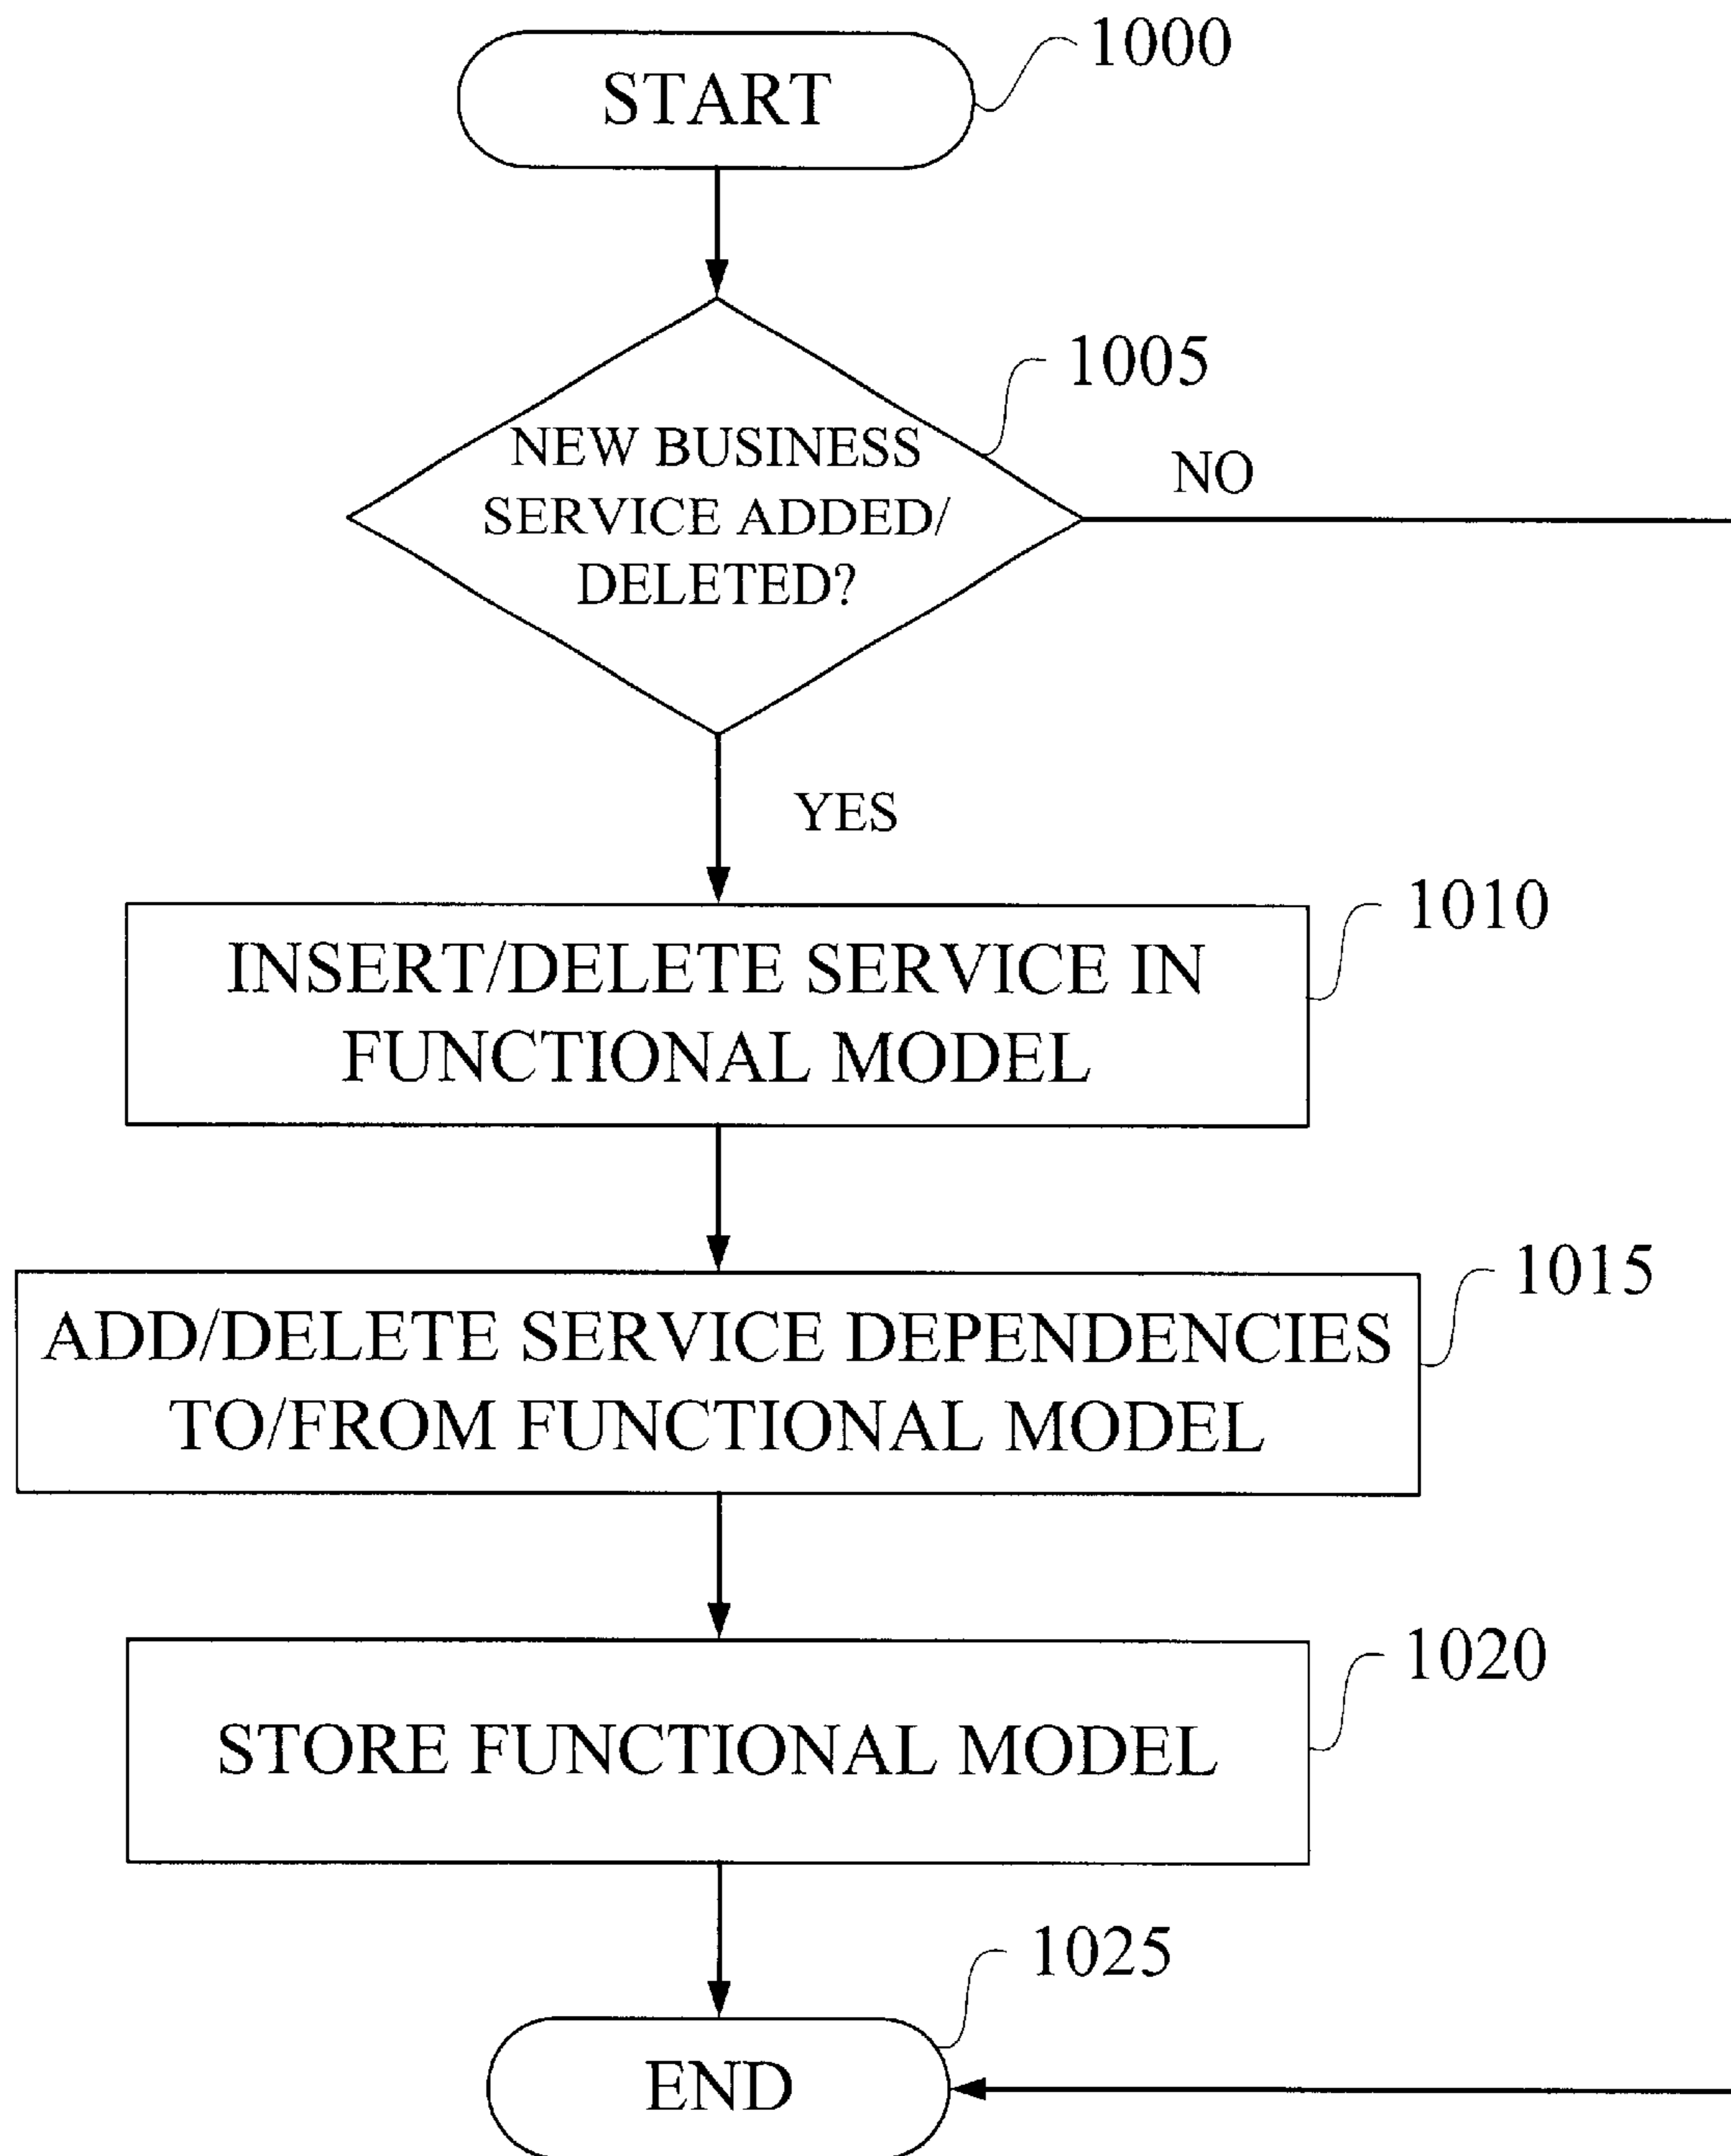 START
1000
1005
NEW BUSINESS
SERVICE ADDED/
DELETED?
NO
YES
1010
INSERT/DELETE SERVICE IN
FUNCTIONAL MODEL
1015
ADD/DELETE SERVICE DEPENDENCIES
TO/FROM FUNCTIONAL MODEL
1020
STORE FUNCTIONAL MODEL
1025
END